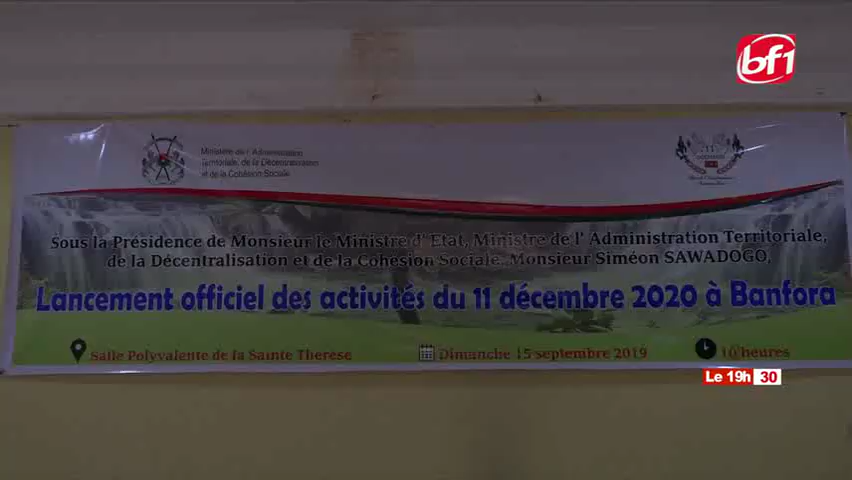 bf1
Ministère de l'Administration
Territoriale, de la Décentralisation
et de la Cohésion Sociale
Sous la Présidence de Monsieur le Ministre d'Etat, Ministre de l'Administration Territoriale,
de la Décentralisation et de la Cohésion Sociale, Monsieur Siméon SAWADOGO,
Lancement officiel des activités du 11 décembre 2020 à Banfora
Salle Polyvalente de la Sainte Therese
Dimanche 15 septembre 2019
10 heures
Le 19h 30